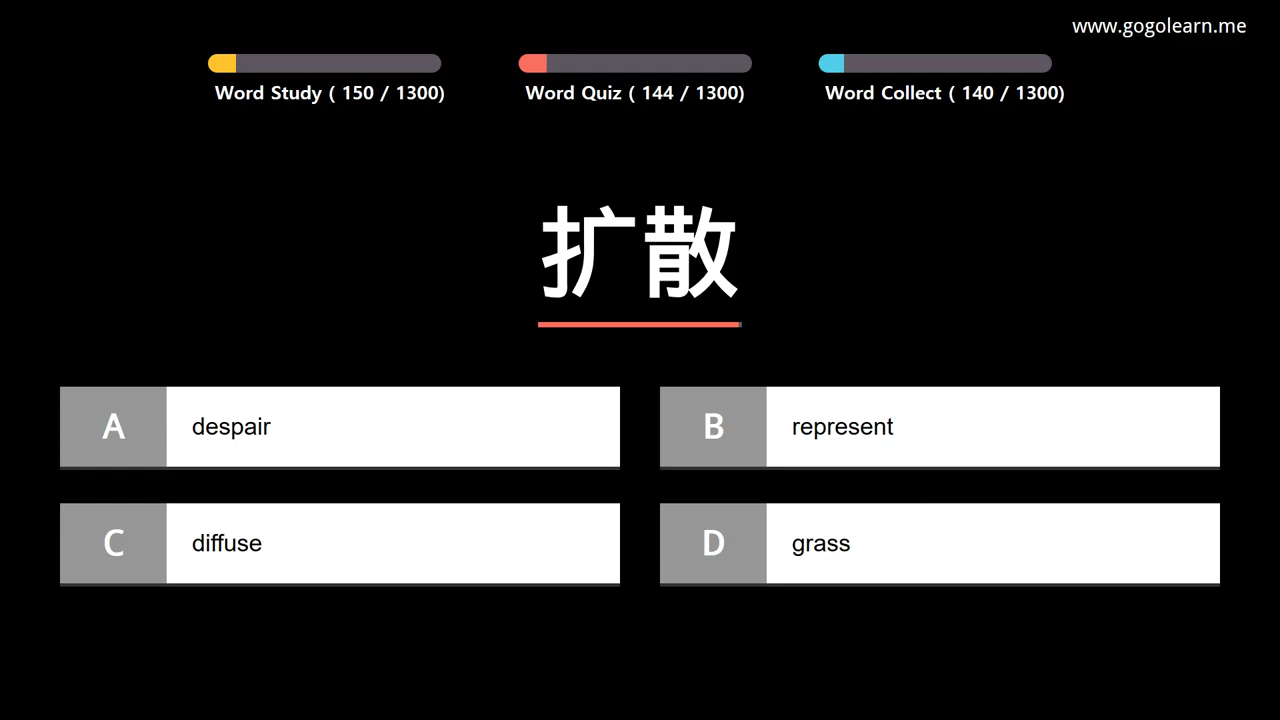 www.gogolearn.me
Word Study ( 150 / 1300)
Word Quiz ( 144 / 1300)
Word Collect ( 140 / 1300)
扩散
A
despair
B
represent
C
diffuse
D
grass